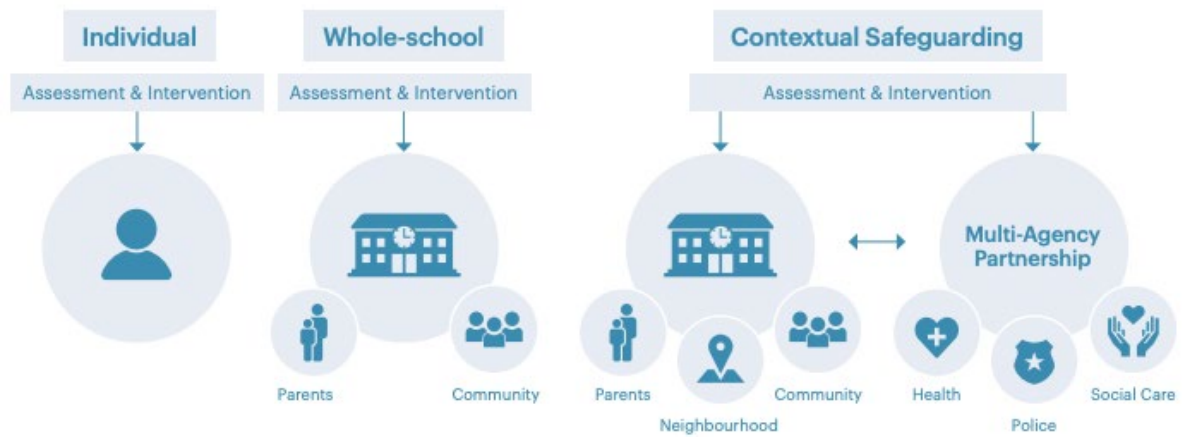 Individual
Whole-school
Contextual Safeguarding
Assessment & Intervention
Assessment & Intervention
Assessment & Intervention
Multi-Agency
Partnership
Parents
Community
Parents
Neighbourhood
Community
Health
Police
Social Care